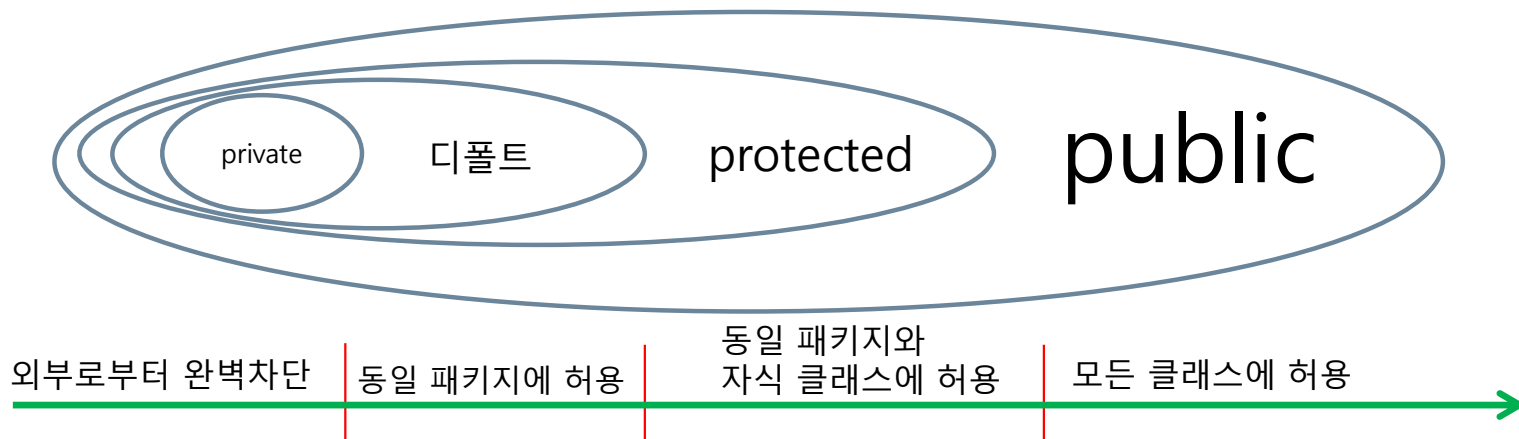 private
디폴트
protected
public
외부로부터 완벽차단
동일 패키지에 허용
동일 패키지와
자식 클래스에 허용
모든 클래스에 허용